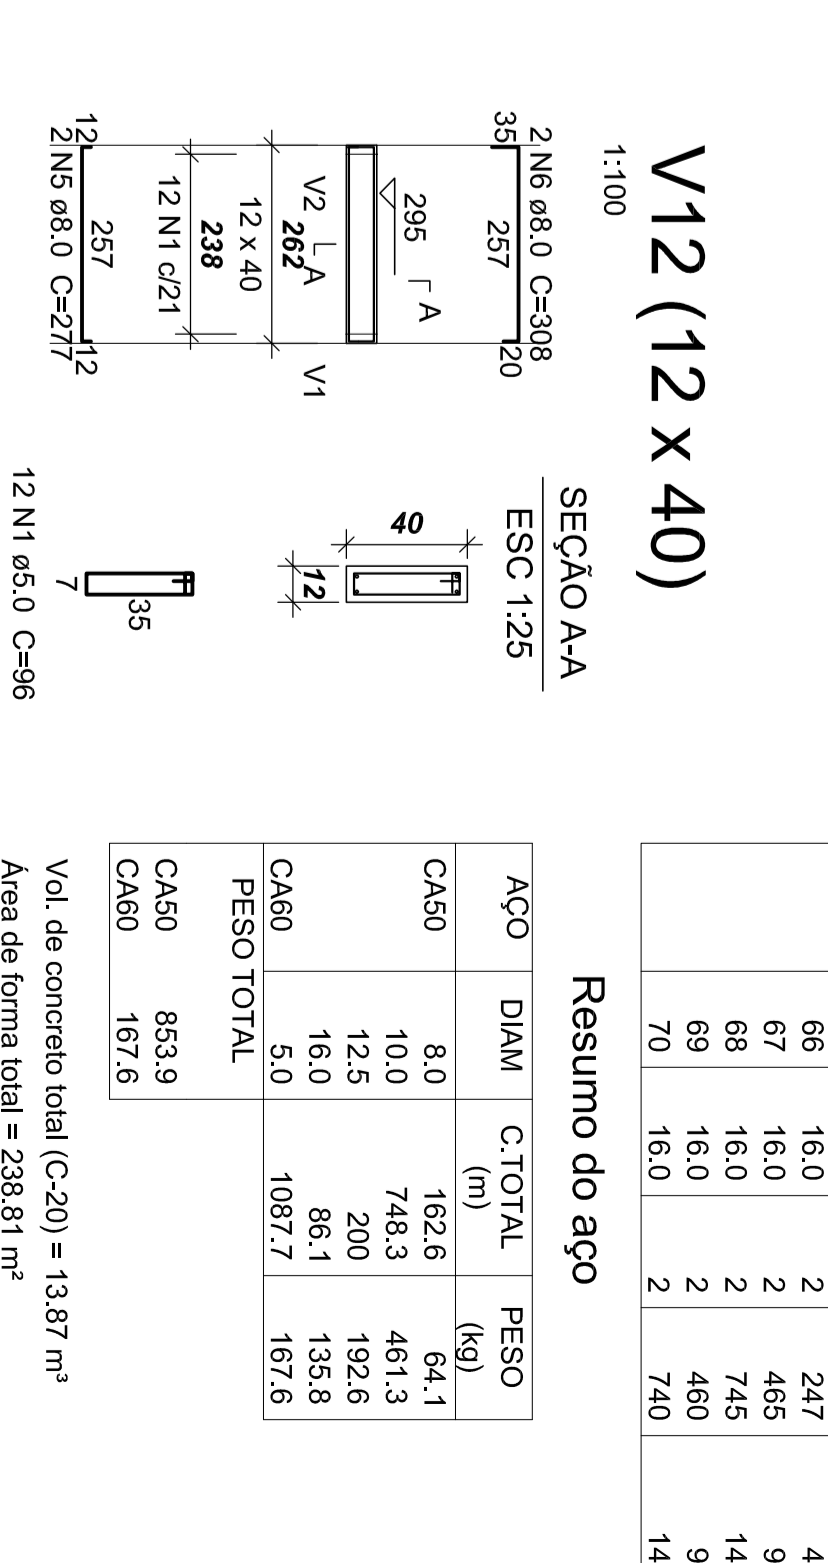 V12 (12 x 40)
1:100
2 N6 ø8.0 C=308
35
257
20
295
A
V2
A
V1
262
12 x 40
238
12 N1 c/21
257
12
12
2 N5 ø8.0 C=277
SEÇÃO A-A
ESC 1:25
40
12
35
7
12 N1 ø5.0 C=96
66 16.0 2 247
67 16.0 2 465
68 16.0 2 745
69 16.0 2 460
70 16.0 2 740
Resumo do aço
AÇO DIAM C.TOTAL PESO
(m) (kg)
CA50 8.0 162.6 64.1
10.0 748.3 461.3
12.5 200 192.6
16.0 86.1 135.8
CA60 5.0 1087.7 167.6
PESO TOTAL
CA50 853.9
CA60 167.6
Vol. de concreto total (C-20) = 13.87 m³
Área de forma total = 238.81 m²